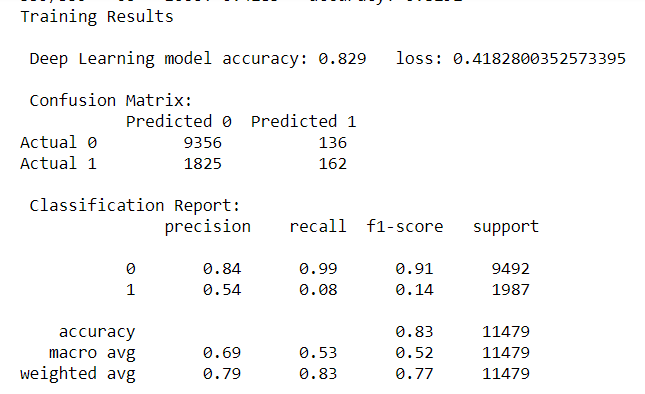 Training Results
Deep Learning model accuracy: 0.829 loss: 0.4182800352573395
Confusion Matrix:
Predicted 0 Predicted 1
Actual 0 9356 136
Actual 1 1825 162
Classification Report:
precision recall f1-score support
0 0.84 0.99 0.91 9492
1 0.54 0.08 0.14 1987
accuracy 0.83 11479
macro avg 0.69 0.53 0.52 11479
weighted avg 0.79 0.83 0.77 11479